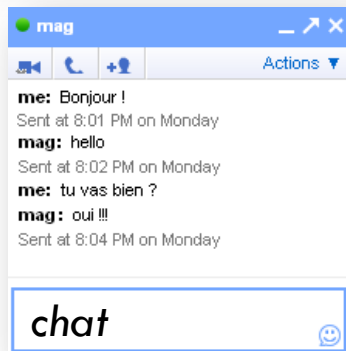 mag
Actions
me: Bonjour !
Sent at 8:01 PM on Monday
mag: hello
Sent at 8:02 PM on Monday
me: tu vas bien ?
mag: oui !!!
Sent at 8:04 PM on Monday
chat